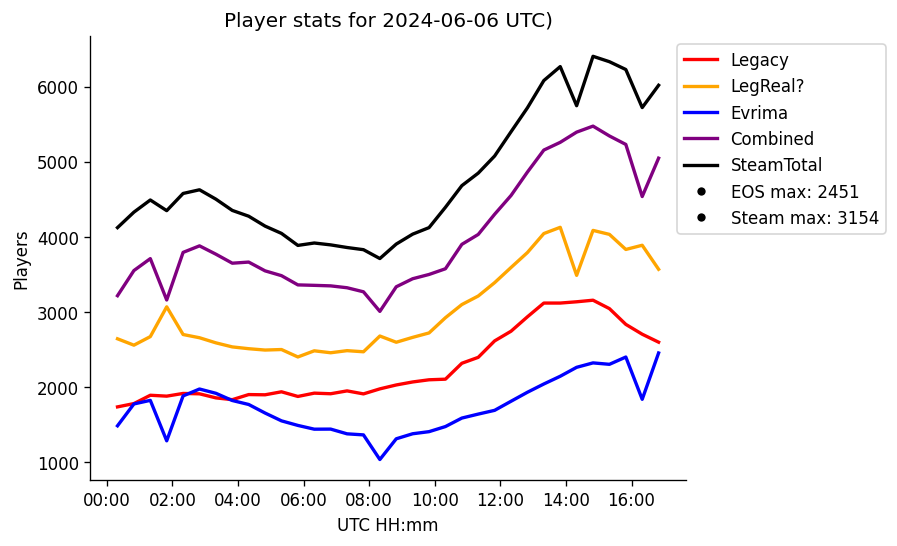 Player stats for 2024-06-06 UTC)
Players
6000
5000
4000
3000
2000
1000
00:00 02:00 04:00 06:00 08:00 10:00 12:00 14:00 16:00
UTC HH:mm
Legacy
LegReal?
Evrima
Combined
SteamTotal
EOS max: 2451
Steam max: 3154